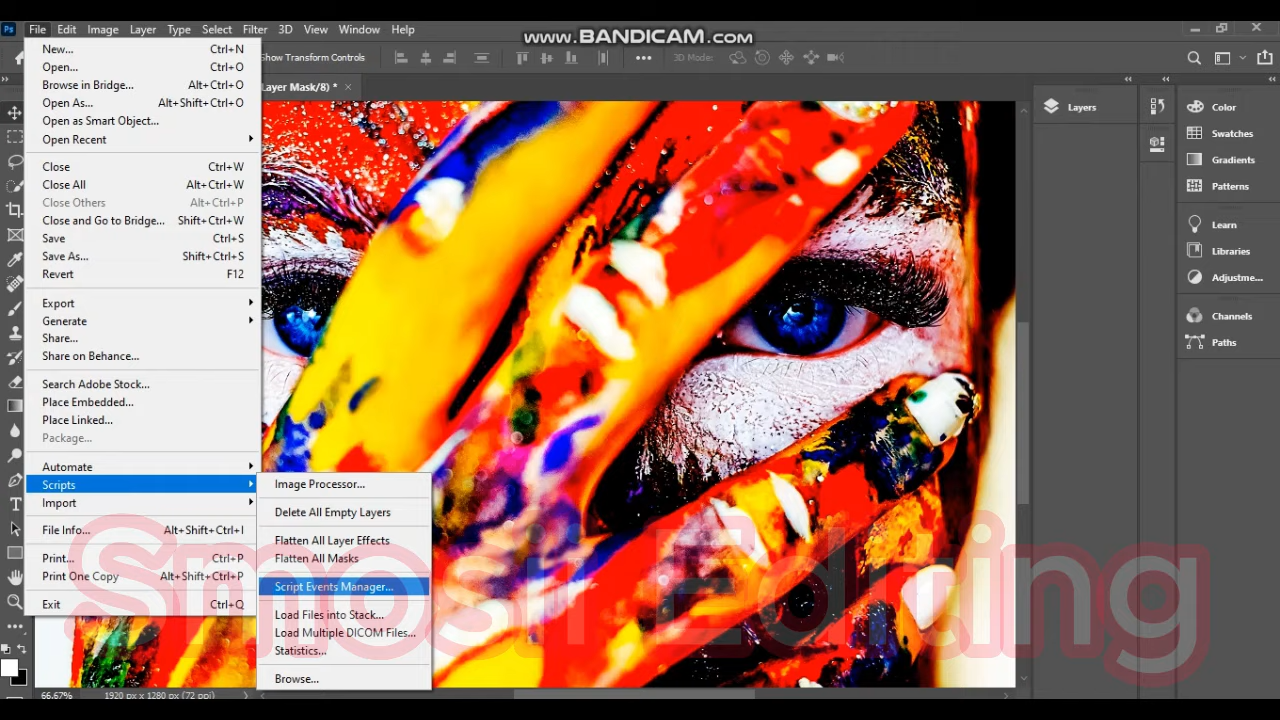 www.BANDICAM.com
Ps File Edit Image Layer Type Select Filter 3D View Window Help
Show Transform Controls ••• 3D Mode:
Layer Mask/8) * ×
New... Ctrl+N
Open... Ctrl+O
Browse in Bridge... Alt+Ctrl+O
Open As... Alt+Shift+Ctrl+O
Open as Smart Object...
Open Recent
Close Ctrl+W
Close All Alt+Ctrl+W
Close Others Alt+Ctrl+P
Close and Go to Bridge... Shift+Ctrl+W
Save Ctrl+S
Save As... Shift+Ctrl+S
Revert F12
Export
Generate
Share...
Share on Behance...
Search Adobe Stock...
Place Embedded...
Place Linked...
Package...
Automate
Scripts
Import
File Info... Alt+Shift+Ctrl+I
Print... Ctrl+P
Print One Copy Alt+Shift+Ctrl+P
Exit Ctrl+Q
Image Processor...
Delete All Empty Layers
Flatten All Layer Effects
Flatten All Masks
Script Events Manager...
Load Files into Stack...
Load Multiple DICOM Files...
Statistics...
Browse...
Layers
Color
Swatches
Gradients
Patterns
Learn
Libraries
Adjustme...
Channels
Paths
Smosii Editing
66.67% 1920 px x 1280 px (72 ppi)